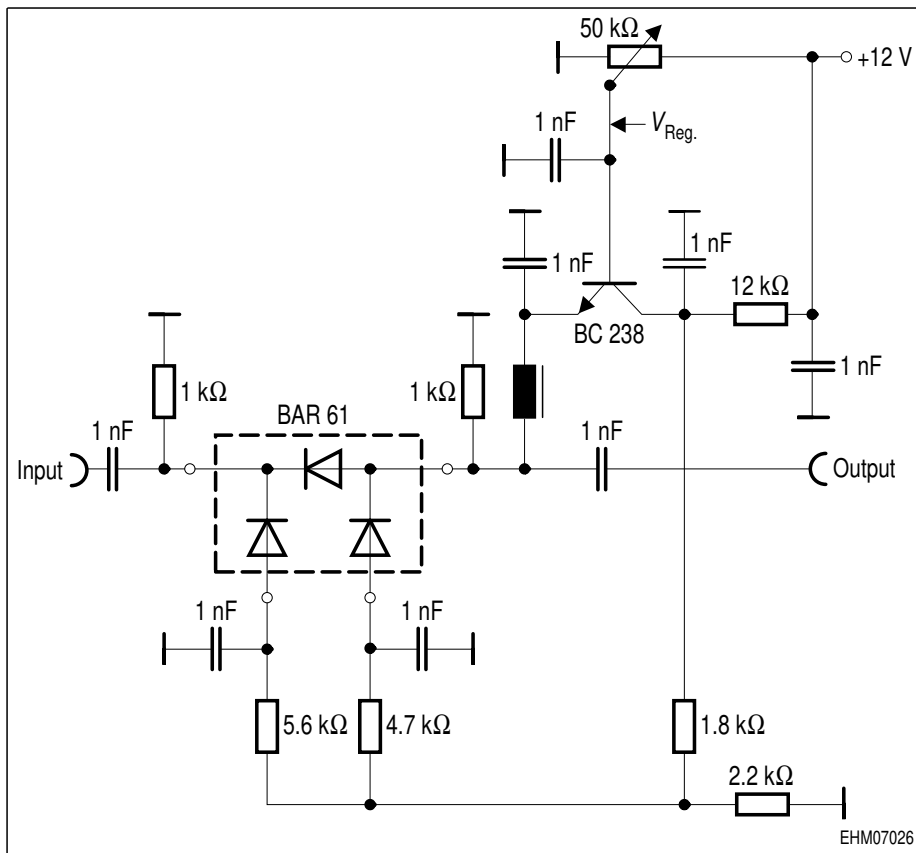 50 kΩ
+12 V
1 nF
V Reg.
1 nF
1 nF
12 kΩ
BC 238
1 nF
1 kΩ
1 kΩ
BAR 61
1 nF
1 nF
Input
Output
1 nF
1 nF
5.6 kΩ
4.7 kΩ
1.8 kΩ
2.2 kΩ
EHM07026